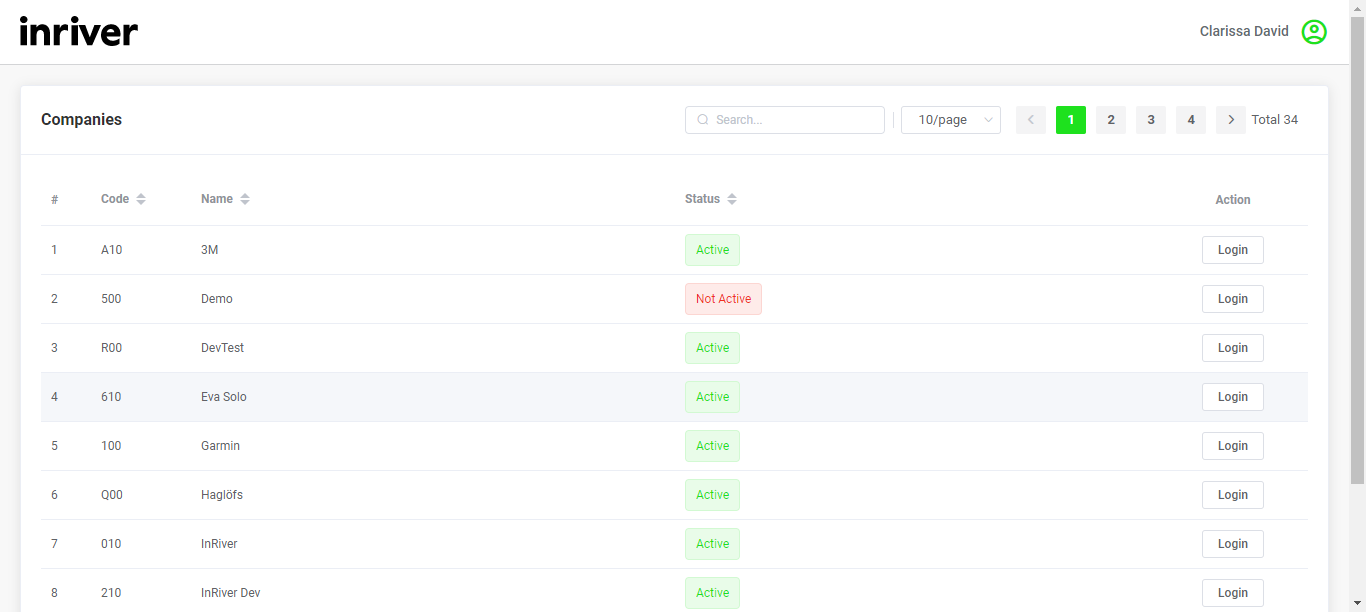 inriver
Clarissa David
Companies
Search...
10/page
1 2 3 4 Total 34
# Code Name Status Action
1 A10 3M Active Login
2 500 Demo Not Active Login
3 R00 DevTest Active Login
4 610 Eva Solo Active Login
5 100 Garmin Active Login
6 Q00 Haglöfs Active Login
7 010 InRiver Active Login
8 210 InRiver Dev Active Login